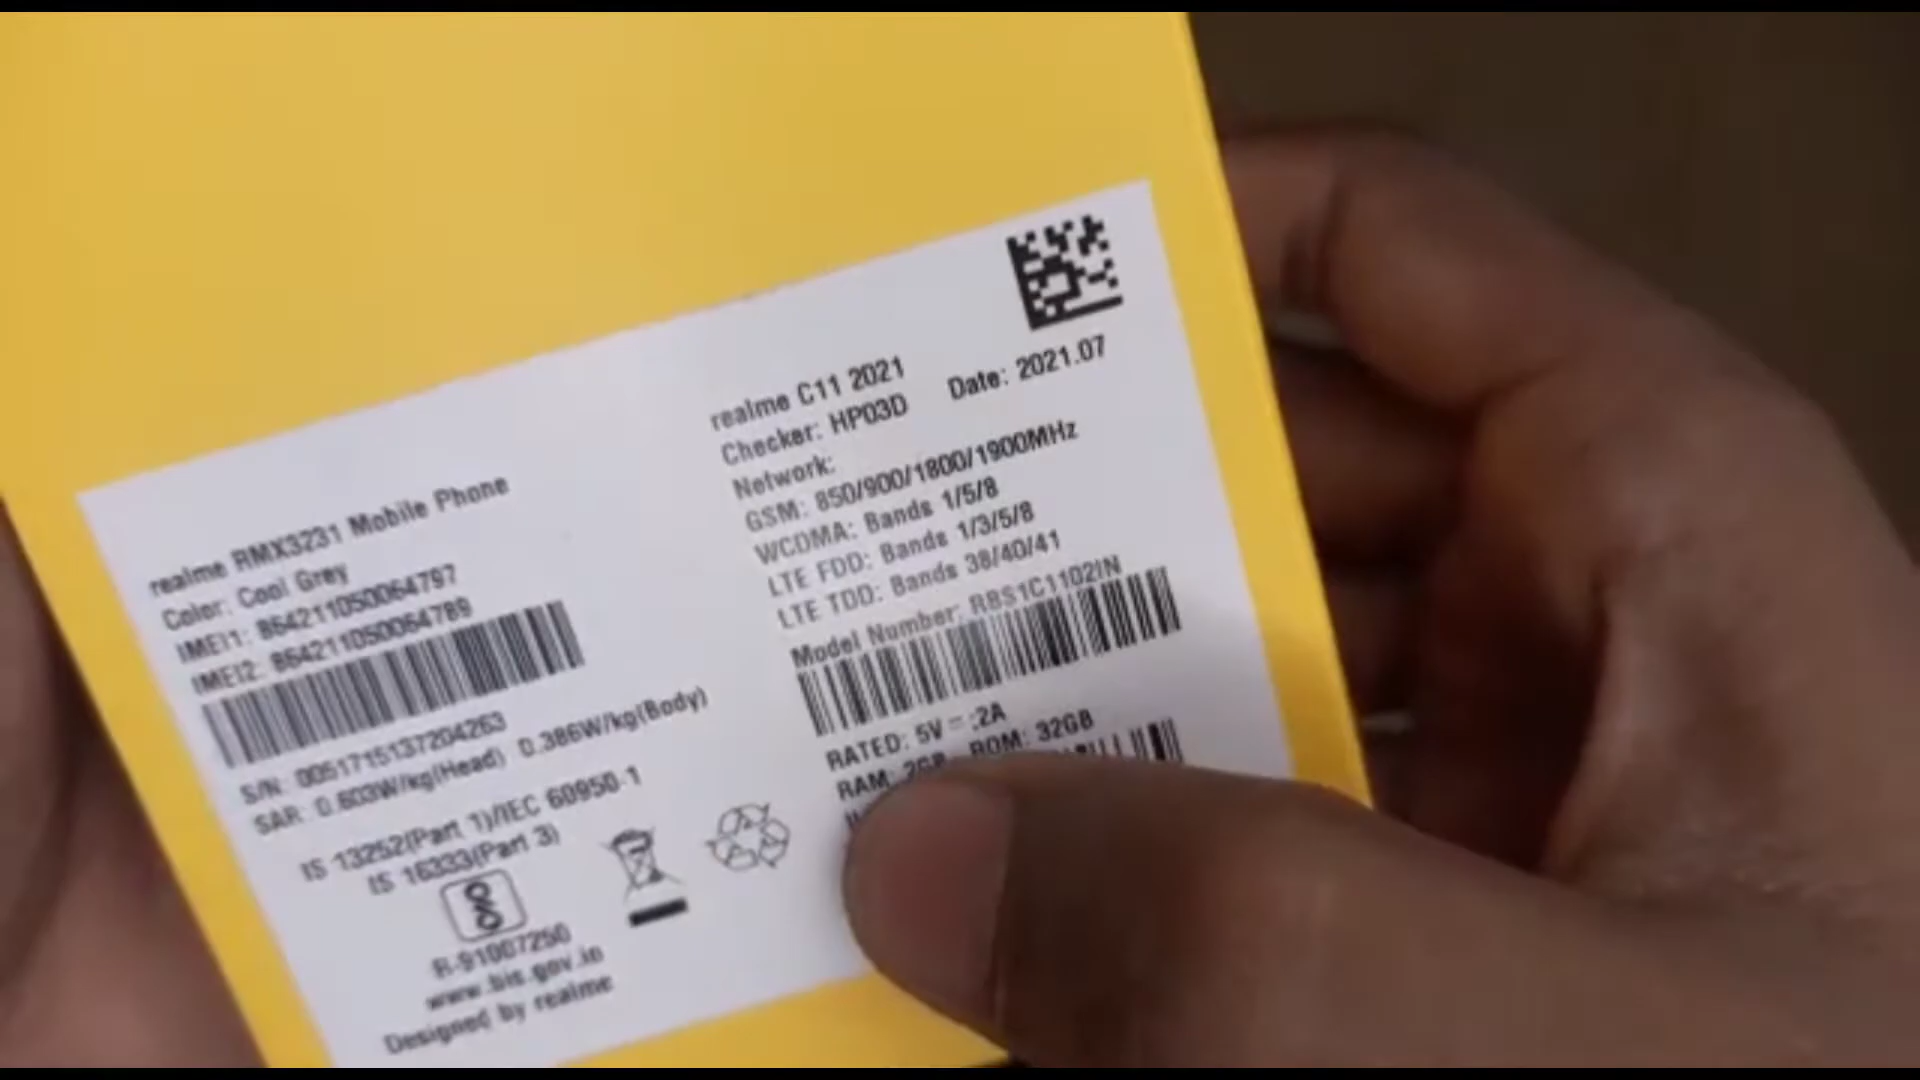 realme RMX3231 Mobile Phone
Color: Cool Grey
IMEI1: 864211050064797
IMEI2: 864211050064789
S/N: 0051715137204263
SAR: 0.603W/kg(Head) 0.386W/kg(Body)
IS 13252(Part 1)/IEC 60950-1
IS 16333(Part 3)
R-91007250
www.bis.gov.in
Designed by realme
realme C11 2021
Checker: HP03D Date: 2021.07
Network:
GSM: 850/900/1800/1900MHz
WCDMA: Bands 1/5/8
LTE FDD: Bands 1/3/5/8
LTE TDD: Bands 38/40/41
Model Number: RBS1C1102IN
RATED: 5V ⎓ 2A
RAM: 2GB ROM: 32GB